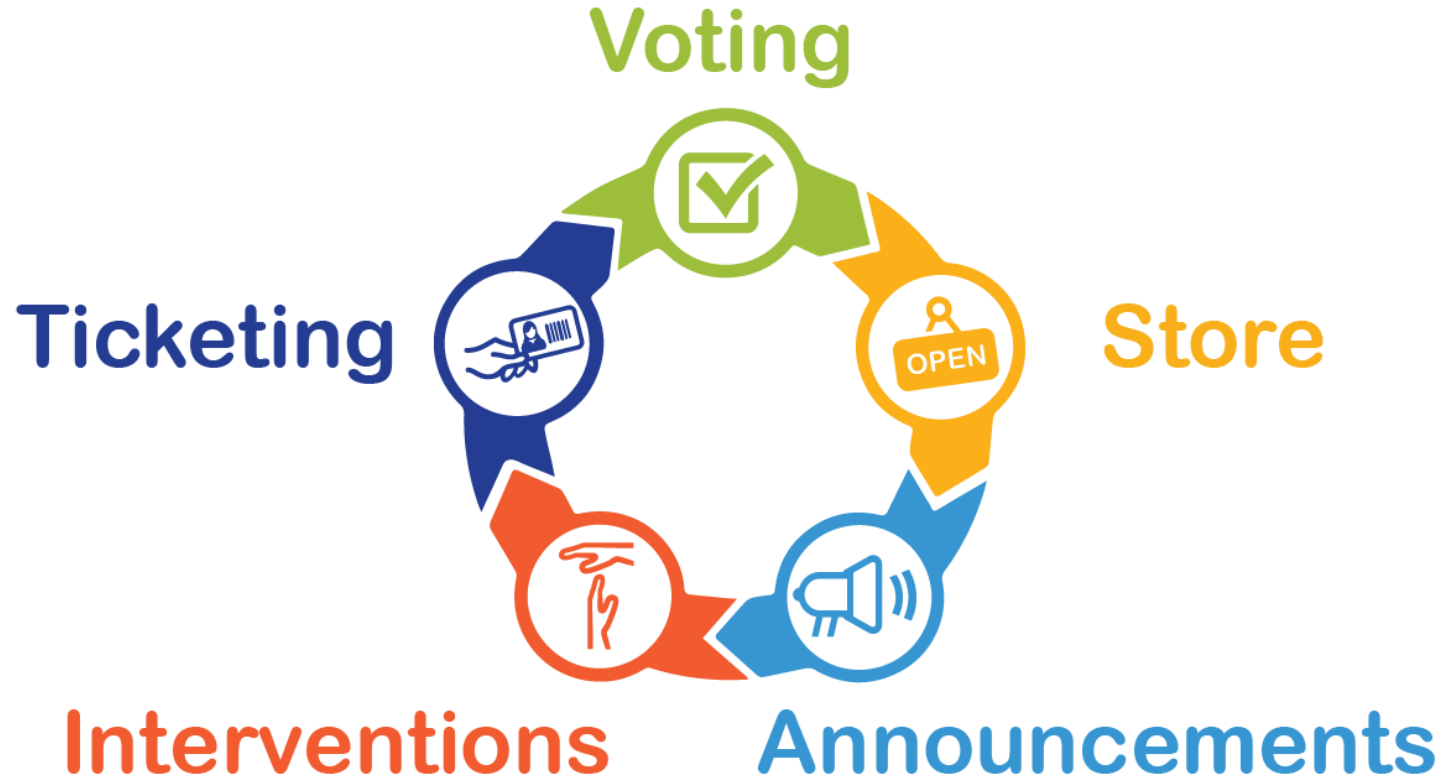 Voting
Ticketing
Store
OPEN
Interventions
Announcements